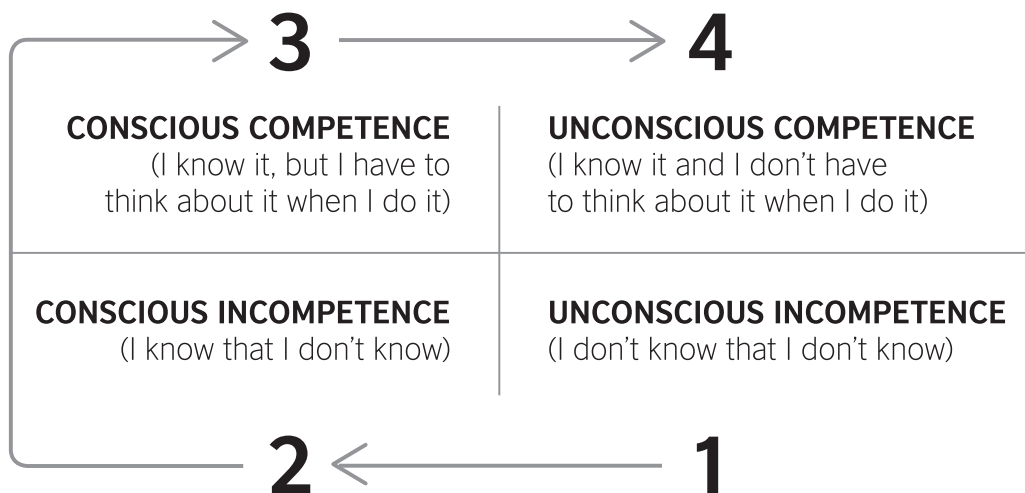 3
4
CONSCIOUS COMPETENCE
(I know it, but I have to
think about it when I do it)
UNCONSCIOUS COMPETENCE
(I know it and I don’t have
to think about it when I do it)
CONSCIOUS INCOMPETENCE
(I know that I don’t know)
UNCONSCIOUS INCOMPETENCE
(I don’t know that I don’t know)
2
1